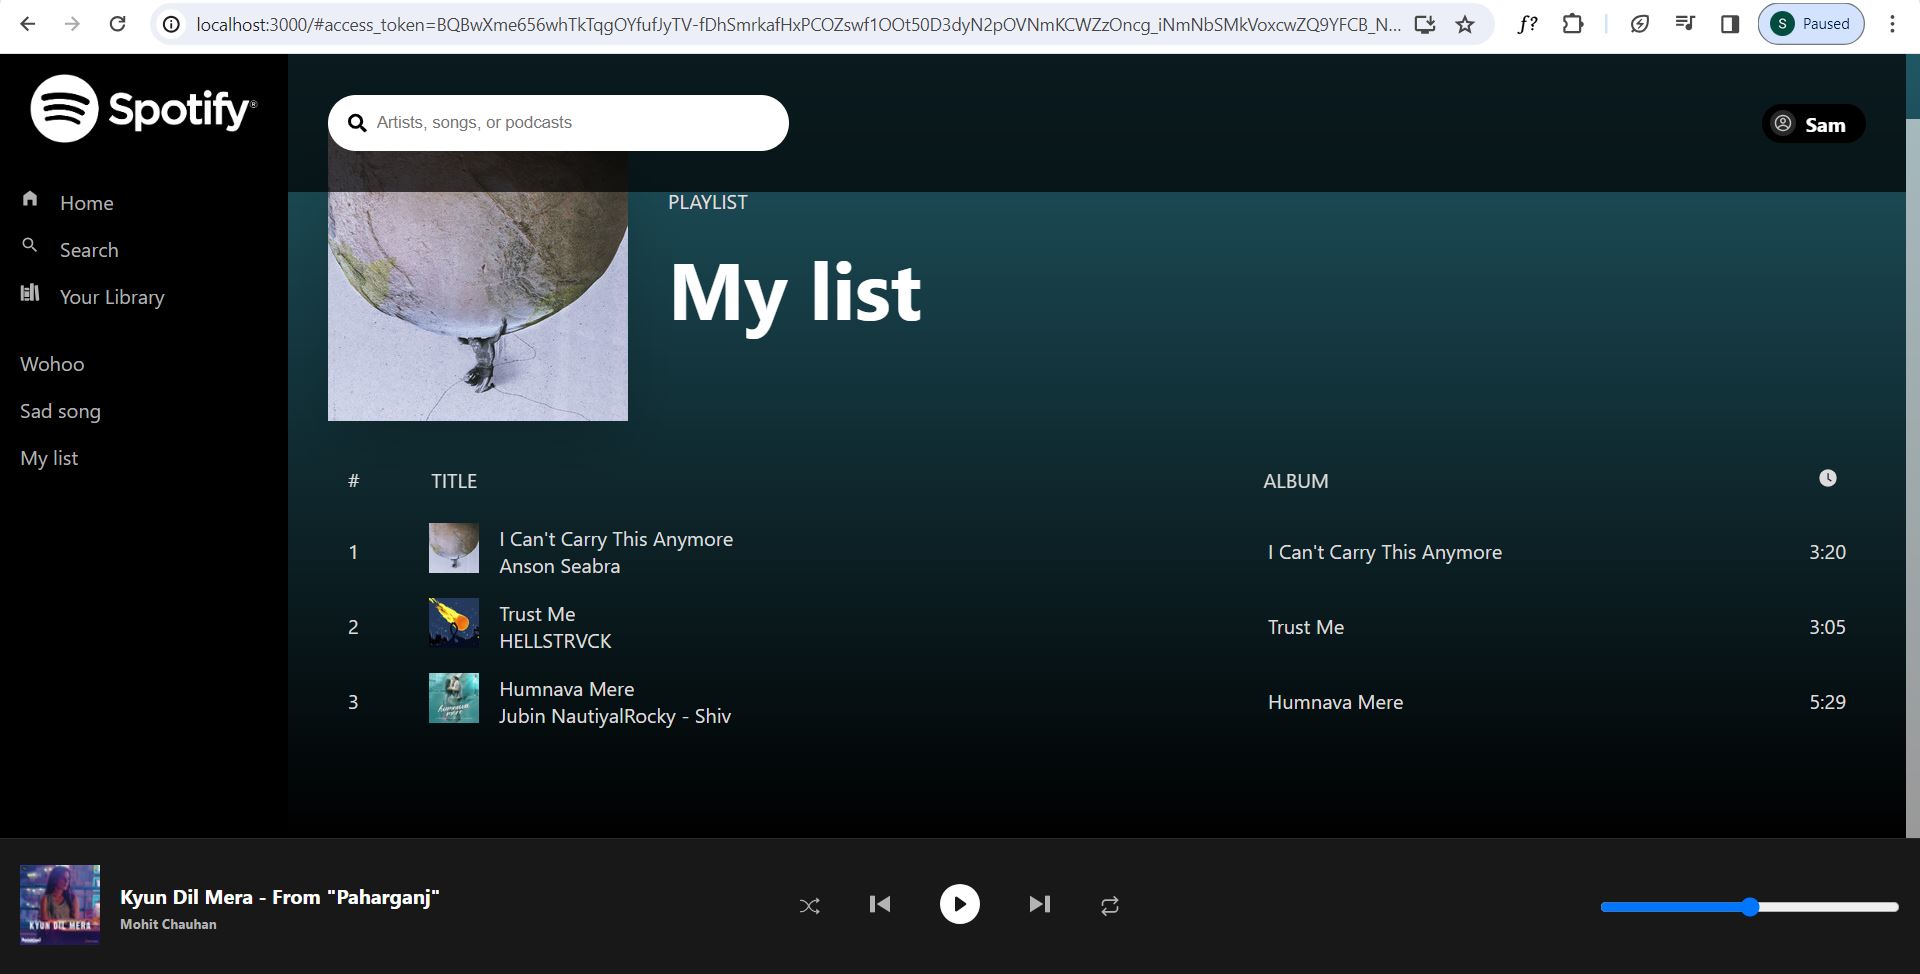 localhost:3000/#access_token=BQBwXme656whTkTqgOYfufJyTV-fDhSmrkafHxPCOZswf1OOt50D3dyN2pOVNmKCWZzOncg_iNmNbSMkVoxcwZQ9YFCB_N...
f?
S Paused
Spotify®
Artists, songs, or podcasts
Sam
Home
Search
Your Library
Wohoo
Sad song
My list
PLAYLIST
My list
# TITLE ALBUM
1 I Can't Carry This Anymore I Can't Carry This Anymore 3:20
Anson Seabra
2 Trust Me Trust Me 3:05
HELLSTRVCK
3 Humnava Mere Humnava Mere 5:29
Jubin NautiyalRocky - Shiv
KYUN DIL MERA
Kyun Dil Mera - From "Paharganj"
Mohit Chauhan